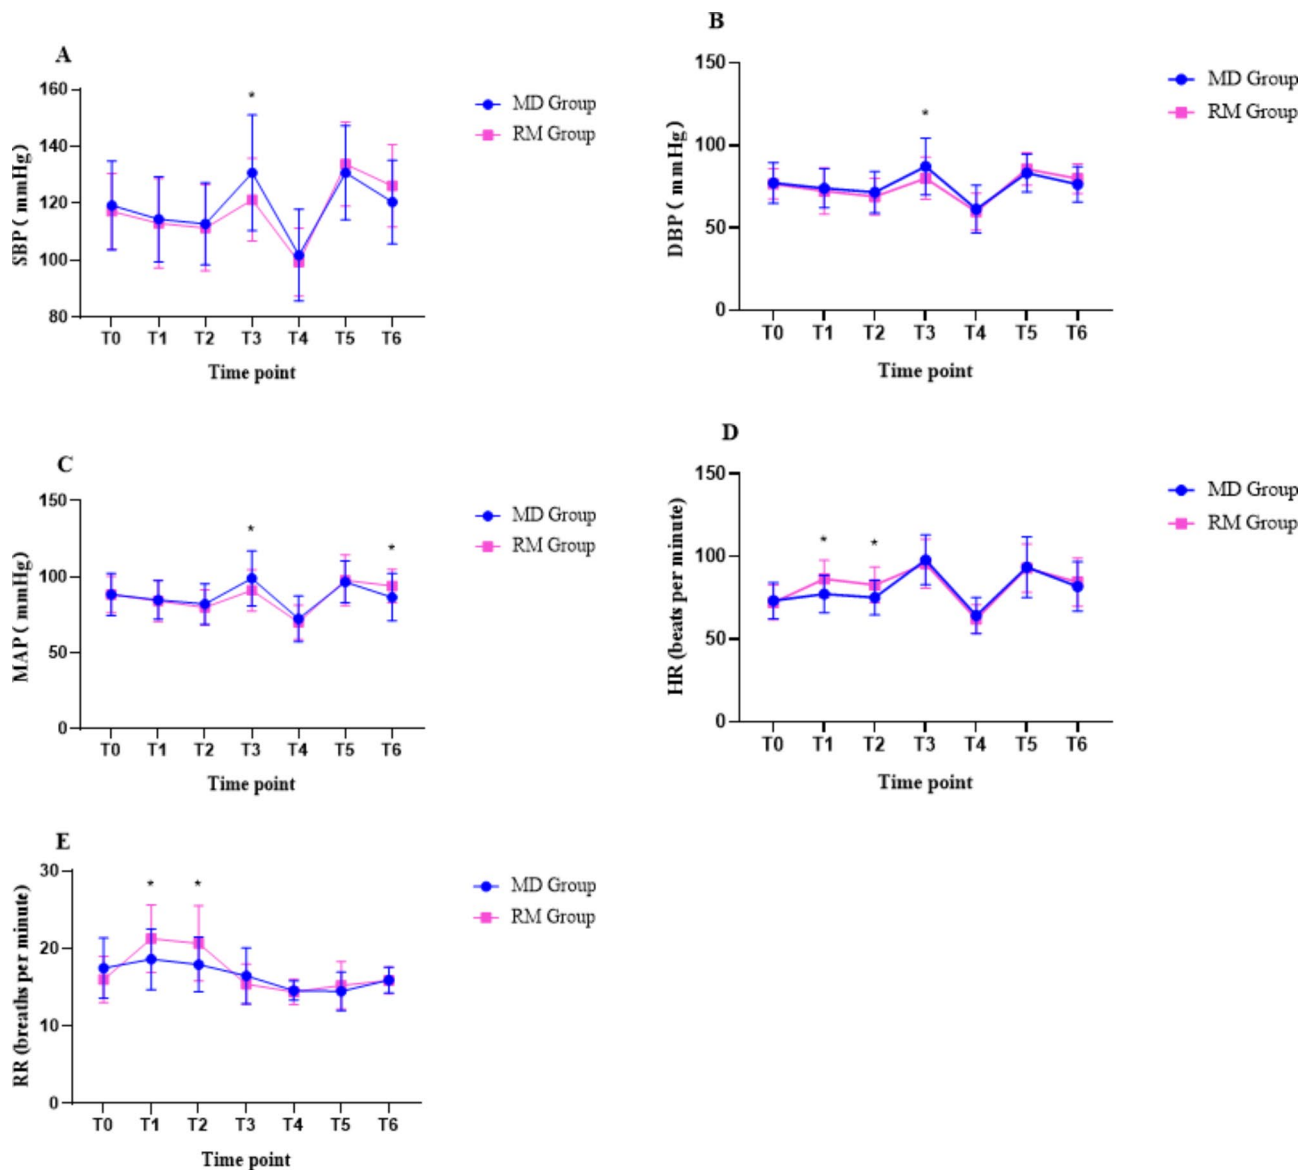 A
SBP ( mmHg)
160
140
120
100
80
*
T0 T1 T2 T3 T4 T5 T6
Time point
MD Group
RM Group
B
DBP ( mmHg)
150
100
50
0
*
T0 T1 T2 T3 T4 T5 T6
Time point
MD Group
RM Group
C
MAP ( mmHg)
150
100
50
0
* *
T0 T1 T2 T3 T4 T5 T6
Time point
MD Group
RM Group
D
HR (beats per minute)
150
100
50
0
* *
T0 T1 T2 T3 T4 T5 T6
Time point
MD Group
RM Group
E
RR (breaths per minute)
30
20
10
0
* *
T0 T1 T2 T3 T4 T5 T6
Time point
MD Group
RM Group